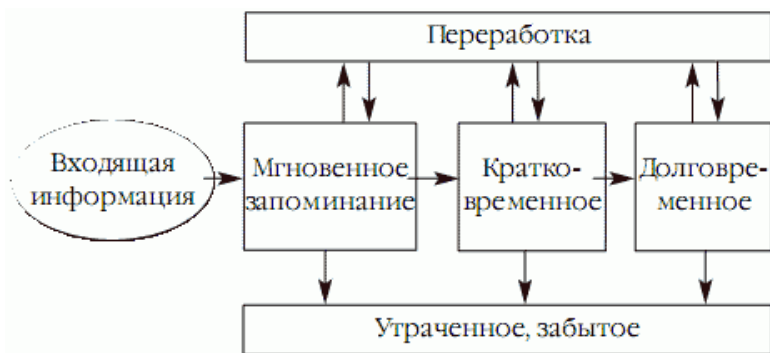 Переработка
Входящая
информация
Мгновенное
запоминание
Кратко-
временное
Долговре-
менное
Утраченное, забытое